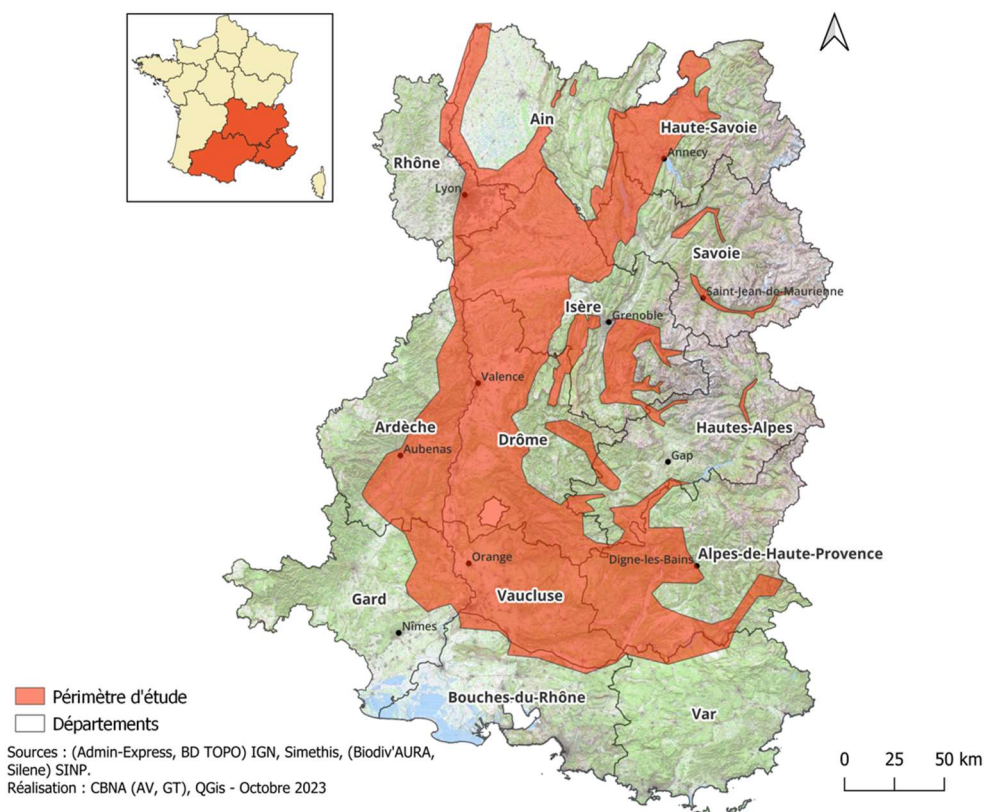 Ain
Haute-Savoie
Annecy
Rhône
Lyon
Savoie
Saint-Jean-de-Maurienne
Isère
Grenoble
Valence
Ardèche
Aubenas
Drôme
Hautes-Alpes
Gap
Orange
Digne-les-Bains
Alpes-de-Haute-Provence
Vaucluse
Gard
Nîmes
Bouches-du-Rhône
Var
Périmètre d'étude
Départements
Sources : (Admin-Express, BD TOPO) IGN, Simethis, (Biodiv'AURA,
Silene) SINP.
Réalisation : CBNA (AV, GT), QGis - Octobre 2023
0 25 50 km